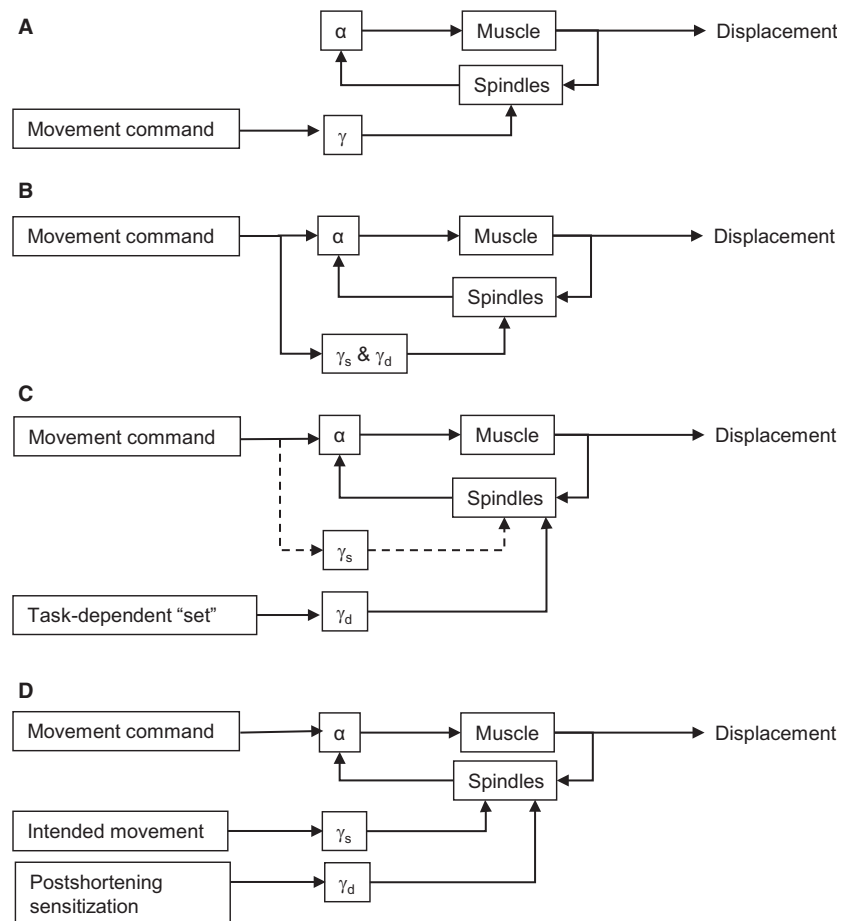 A
α
Muscle
Displacement
Spindles
Movement command
γ
B
Movement command
α
Muscle
Displacement
Spindles
γs & γd
C
Movement command
α
Muscle
Displacement
Spindles
γs
Task-dependent “set”
γd
D
Movement command
α
Muscle
Displacement
Spindles
Intended movement
γs
Postshortening
sensitization
γd